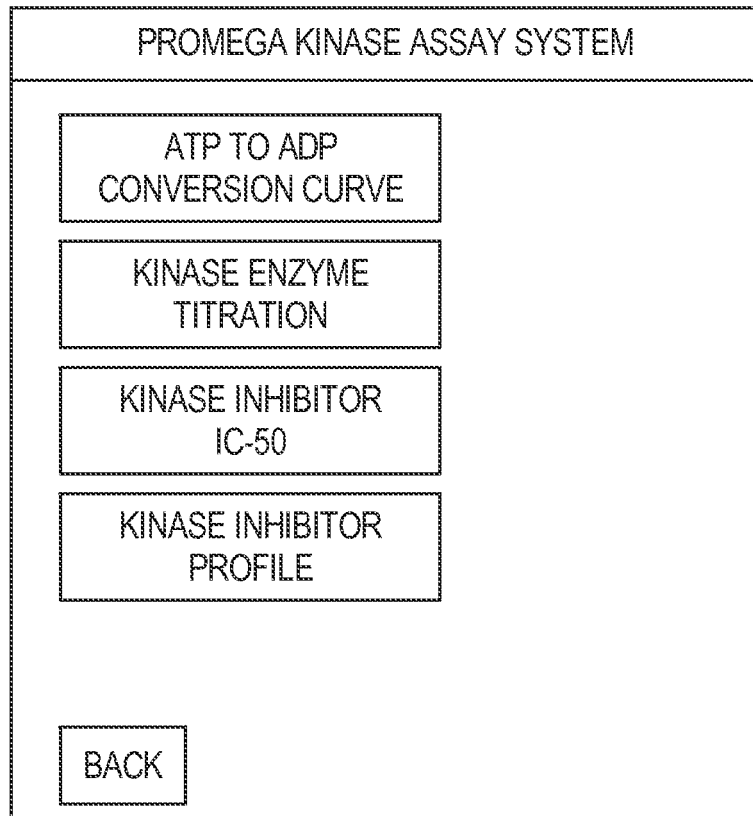 PROMEGA KINASE ASSAY SYSTEM
ATP TO ADP
CONVERSION CURVE
KINASE ENZYME
TITRATION
KINASE INHIBITOR
IC-50
KINASE INHIBITOR
PROFILE
BACK